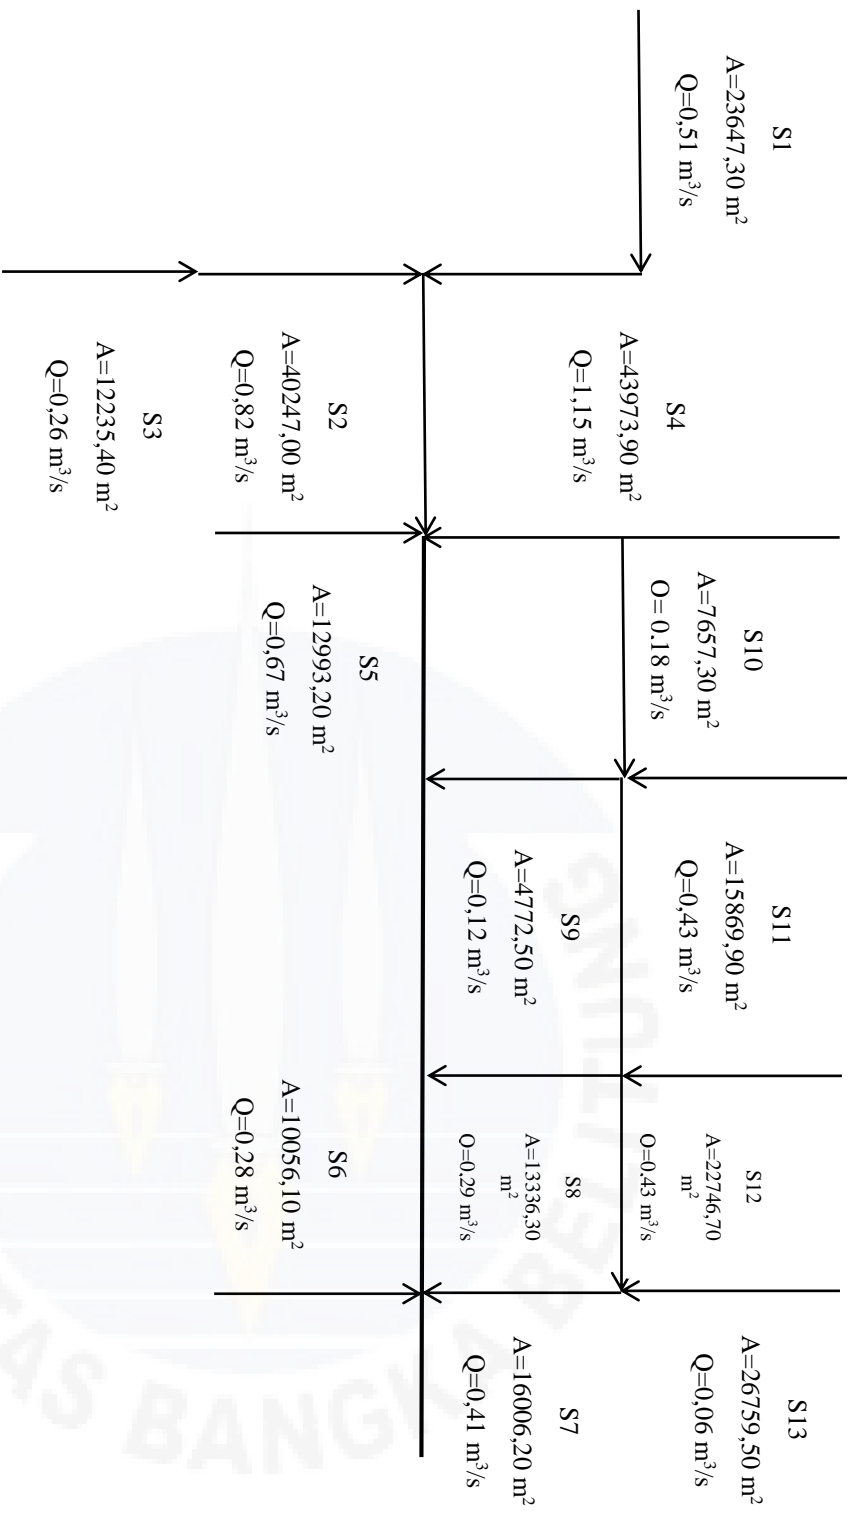 S1
A=23647,30 m²
Q=0,51 m³/s
S4
A=43973,90 m²
Q=1,15 m³/s
S2
A=40247,00 m²
Q=0,82 m³/s
S3
A=12235,40 m²
Q=0,26 m³/s
S10
A=7657,30 m²
Q= 0.18 m³/s
S5
A=12993,20 m²
Q=0,67 m³/s
S11
A=15869,90 m²
Q=0,43 m³/s
S9
A=4772,50 m²
Q=0,12 m³/s
S12
A=22746,70
m²
Q=0.43 m³/s
S8
A=13336,30
m²
Q=0.29 m³/s
S6
A=10056,10 m²
Q=0,28 m³/s
S13
A=26759,50 m²
Q=0,06 m³/s
S7
A=16006,20 m²
Q=0,41 m³/s
TAS BANGKA BELITUNG